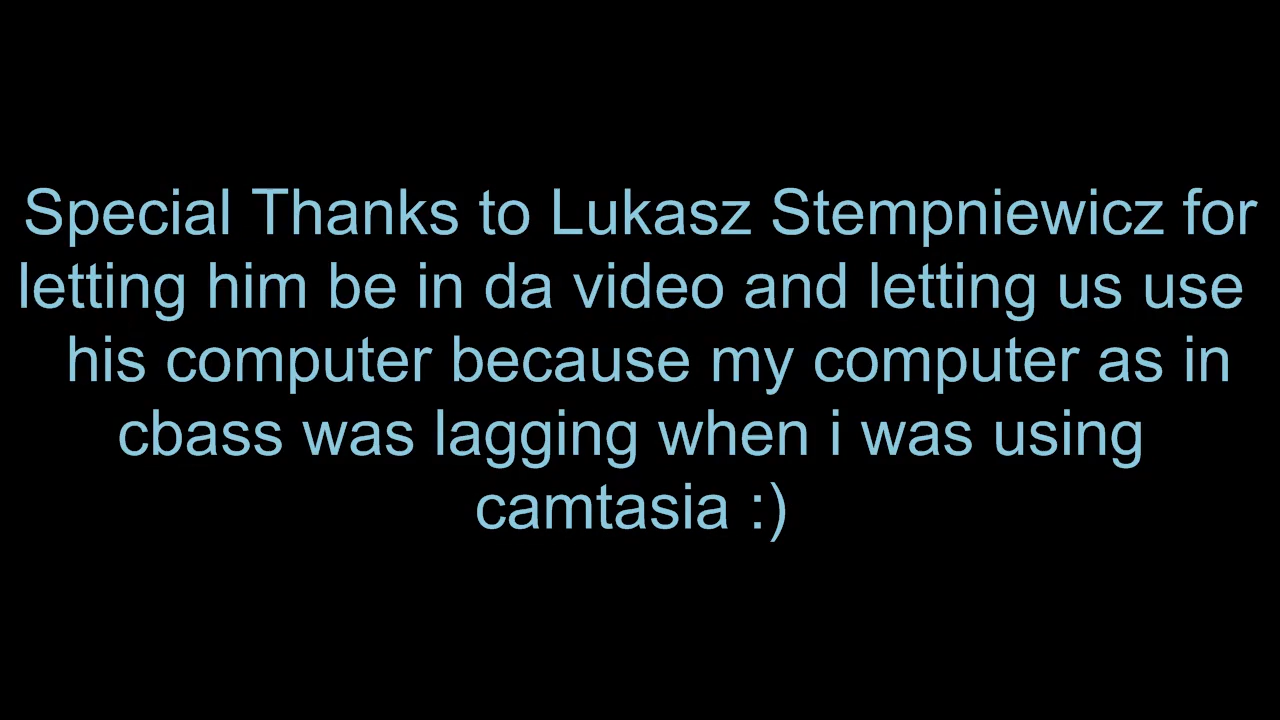 Special Thanks to Lukasz Stempniewicz for
letting him be in da video and letting us use
his computer because my computer as in
cbass was lagging when i was using
camtasia :)